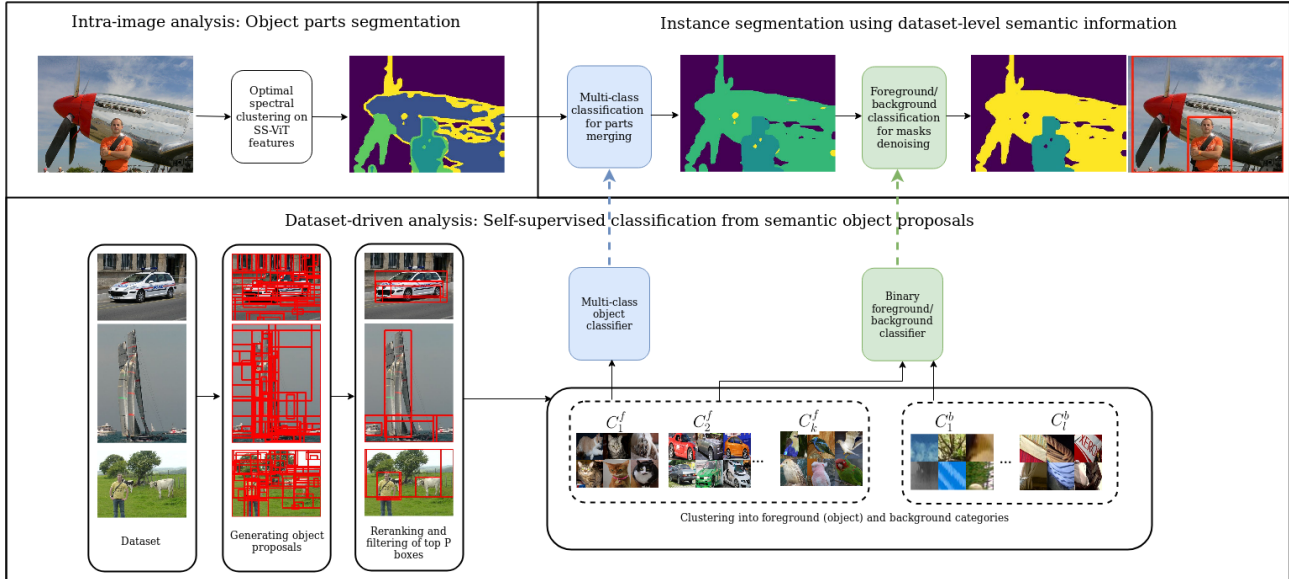 Intra-image analysis: Object parts segmentation
Instance segmentation using dataset-level semantic information
Optimal
spectral
clustering on
SS-ViT
features
Multi-class
classification
for parts
merging
Foreground/
background
classification
for masks
denoising
Dataset-driven analysis: Self-supervised classification from semantic object proposals
Multi-class
object
classifier
Binary
foreground/
background
classifier
Dataset
Generating object
proposals
Reranking and
filtering of top P
boxes
C_1^f
C_2^f
...
C_k^f
C_1^b
...
C_l^b
Clustering into foreground (object) and background categories